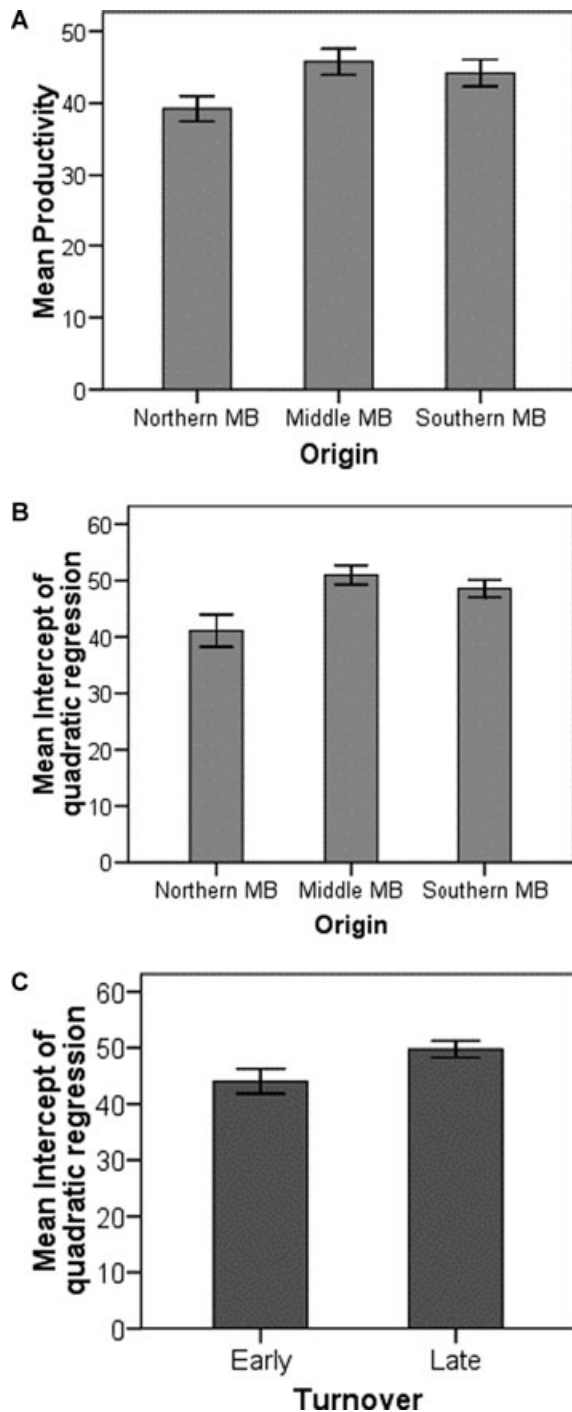 A
Mean Productivity
50
40
30
20
10
0
Northern MB Middle MB Southern MB
Origin
B
Mean Intercept of
quadratic regression
60
50
40
30
20
10
0
Northern MB Middle MB Southern MB
Origin
C
Mean Intercept of
quadratic regression
60
50
40
30
20
10
0
Early Late
Turnover